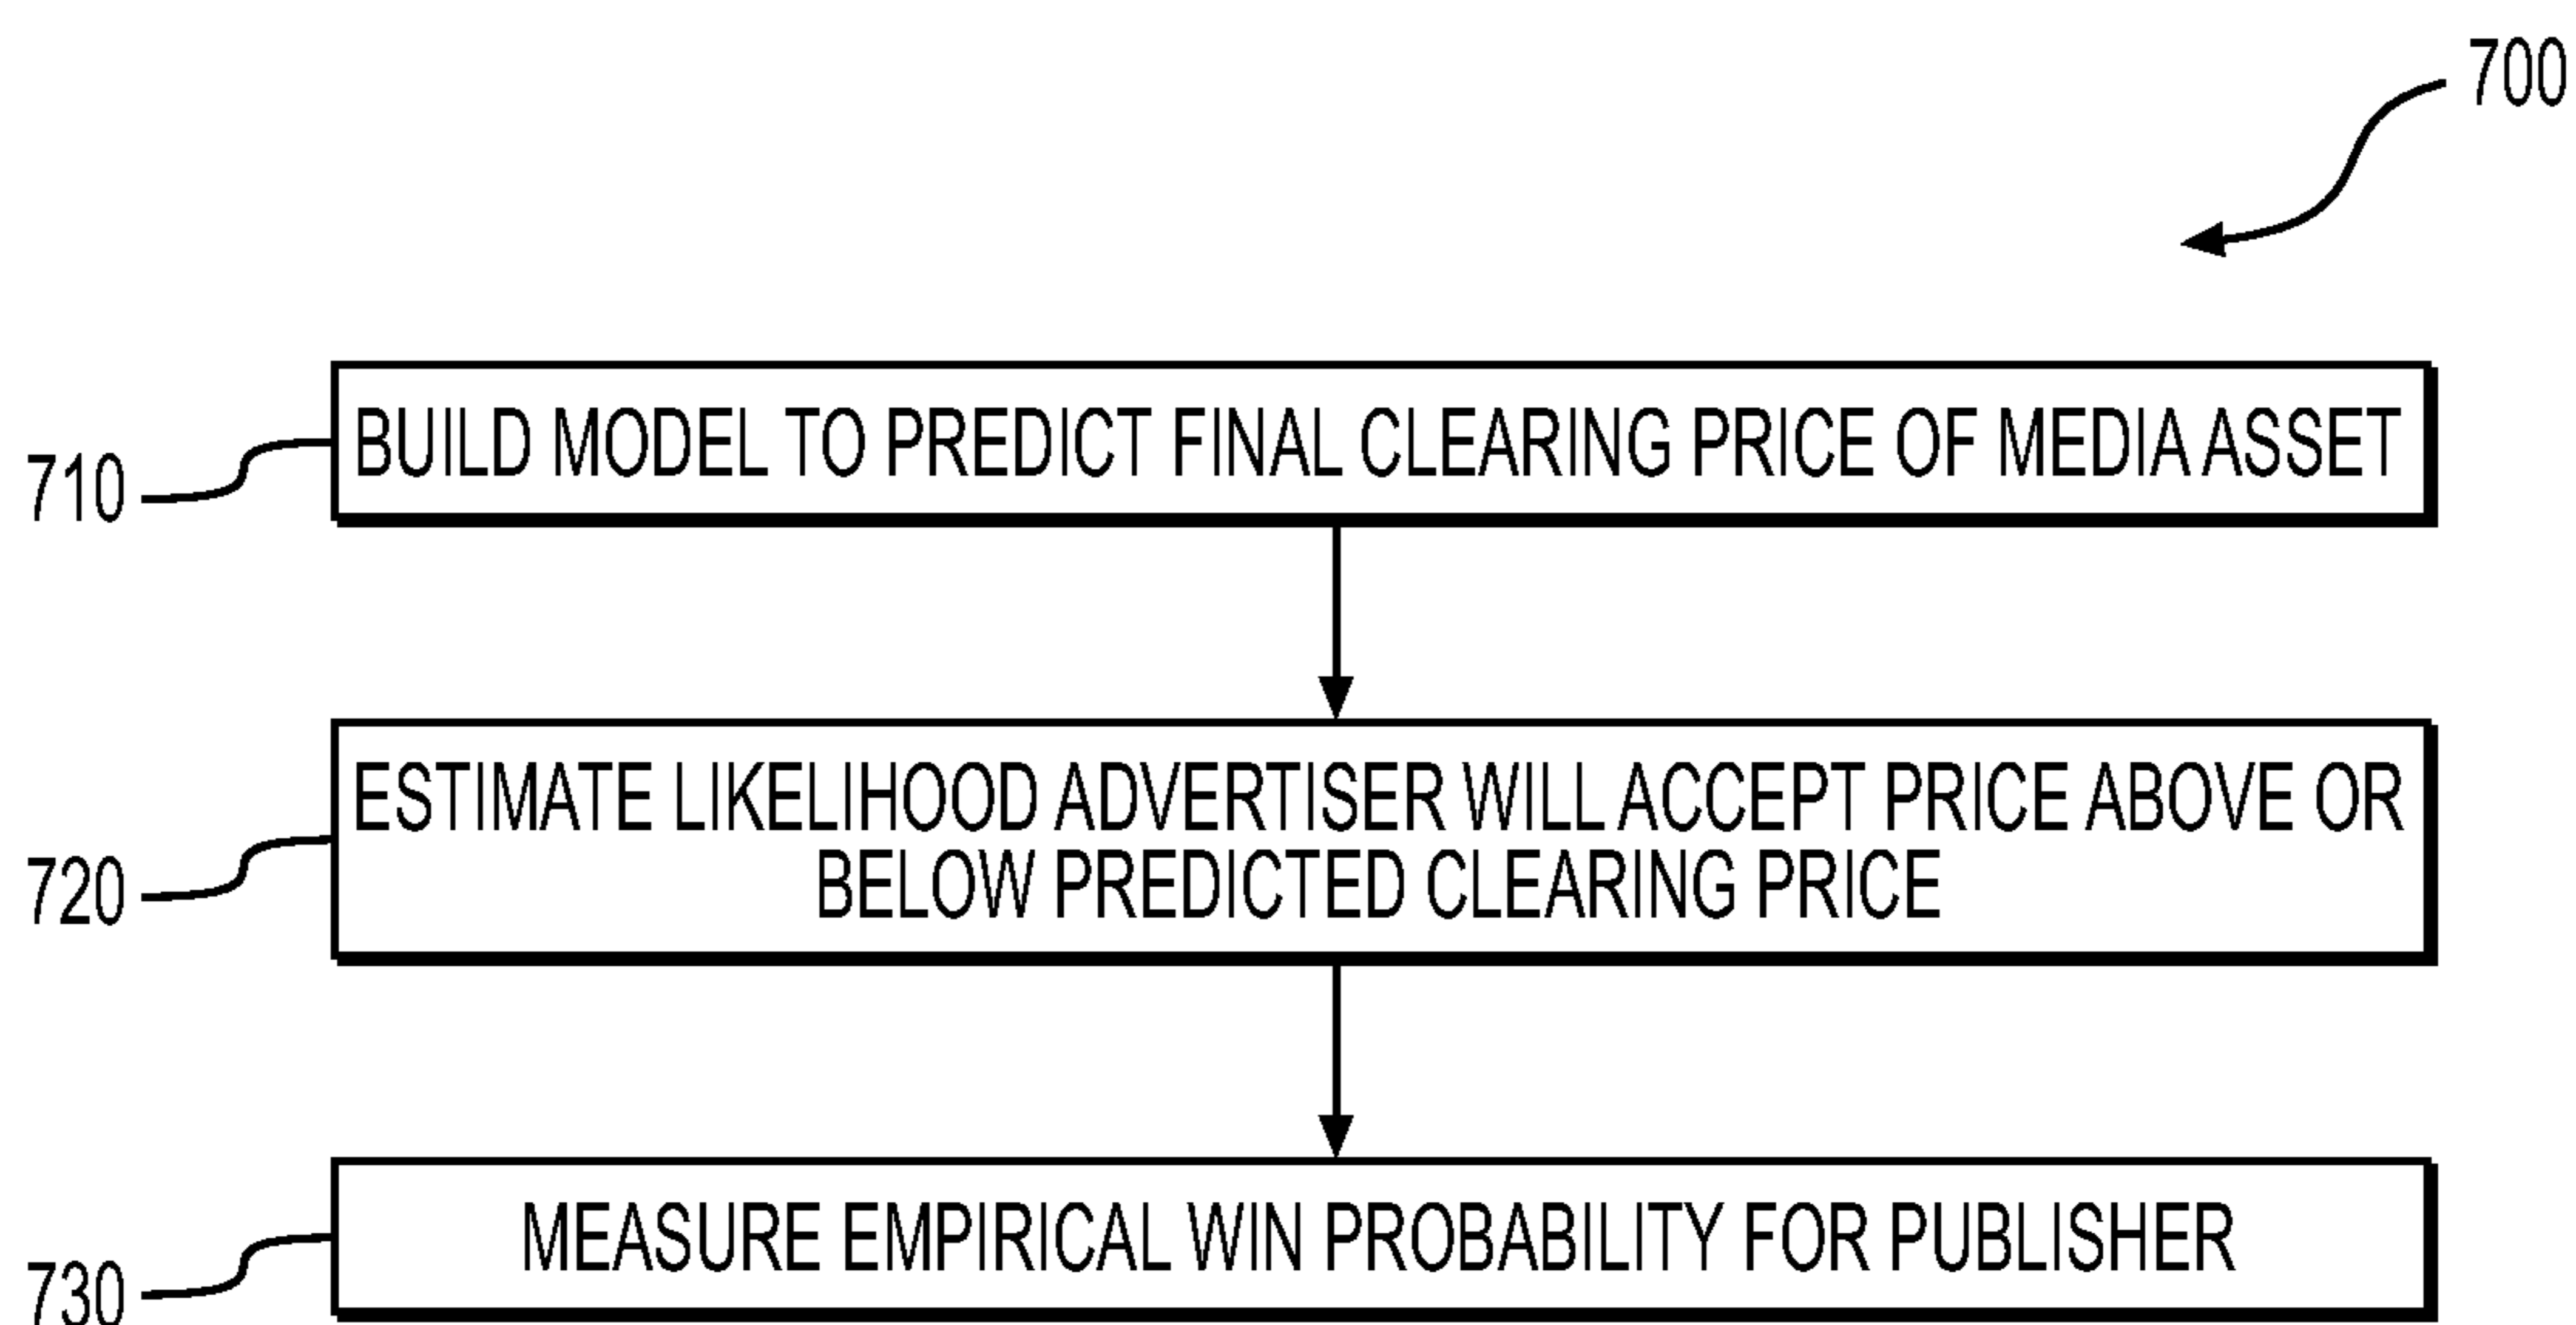 700
710
BUILD MODEL TO PREDICT FINAL CLEARING PRICE OF MEDIA ASSET
720
ESTIMATE LIKELIHOOD ADVERTISER WILL ACCEPT PRICE ABOVE OR
BELOW PREDICTED CLEARING PRICE
730
MEASURE EMPIRICAL WIN PROBABILITY FOR PUBLISHER